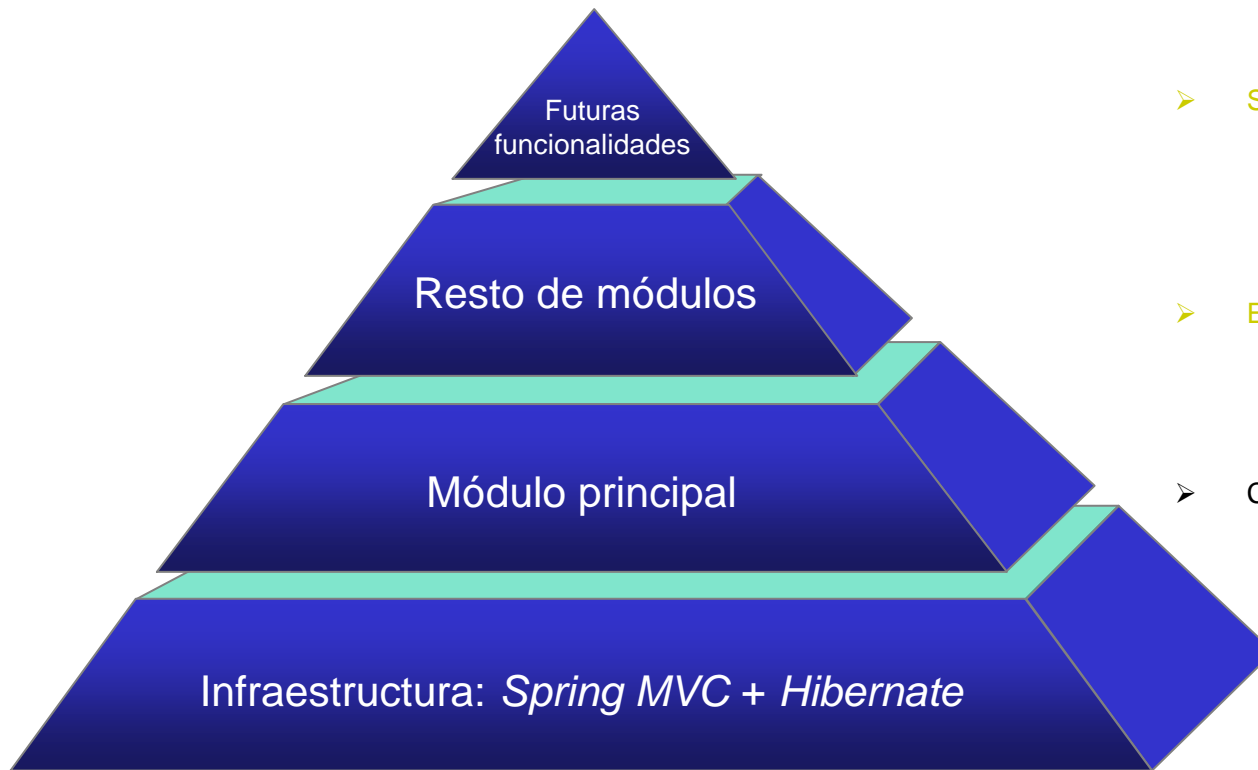 Futuras
funcionalidades
Resto de módulos
Módulo principal
Infraestructura: Spring MVC + Hibernate